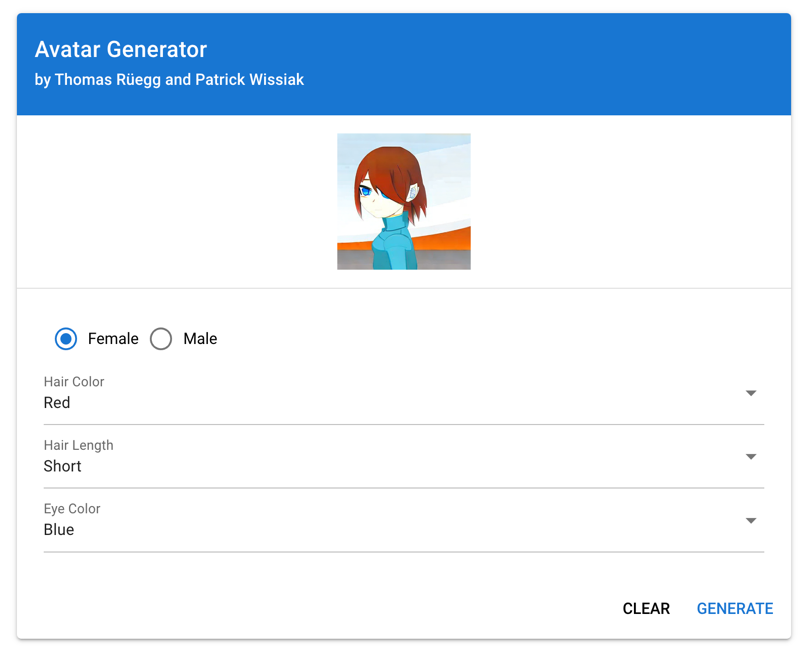 Avatar Generator
by Thomas Rüegg and Patrick Wissiak
Female Male
Hair Color
Red
Hair Length
Short
Eye Color
Blue
CLEAR GENERATE